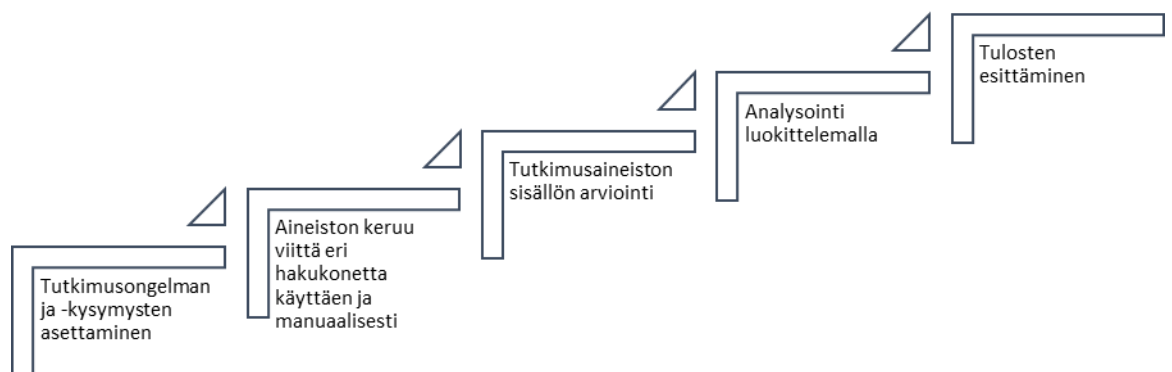 Tutkimusongelman
ja -kysymysten
asettaminen
Aineiston keruu
viittä eri
hakukonetta
käyttäen ja
manuaalisesti
Tutkimusaineiston
sisällön arviointi
Analysointi
luokittelemalla
Tulosten
esittäminen